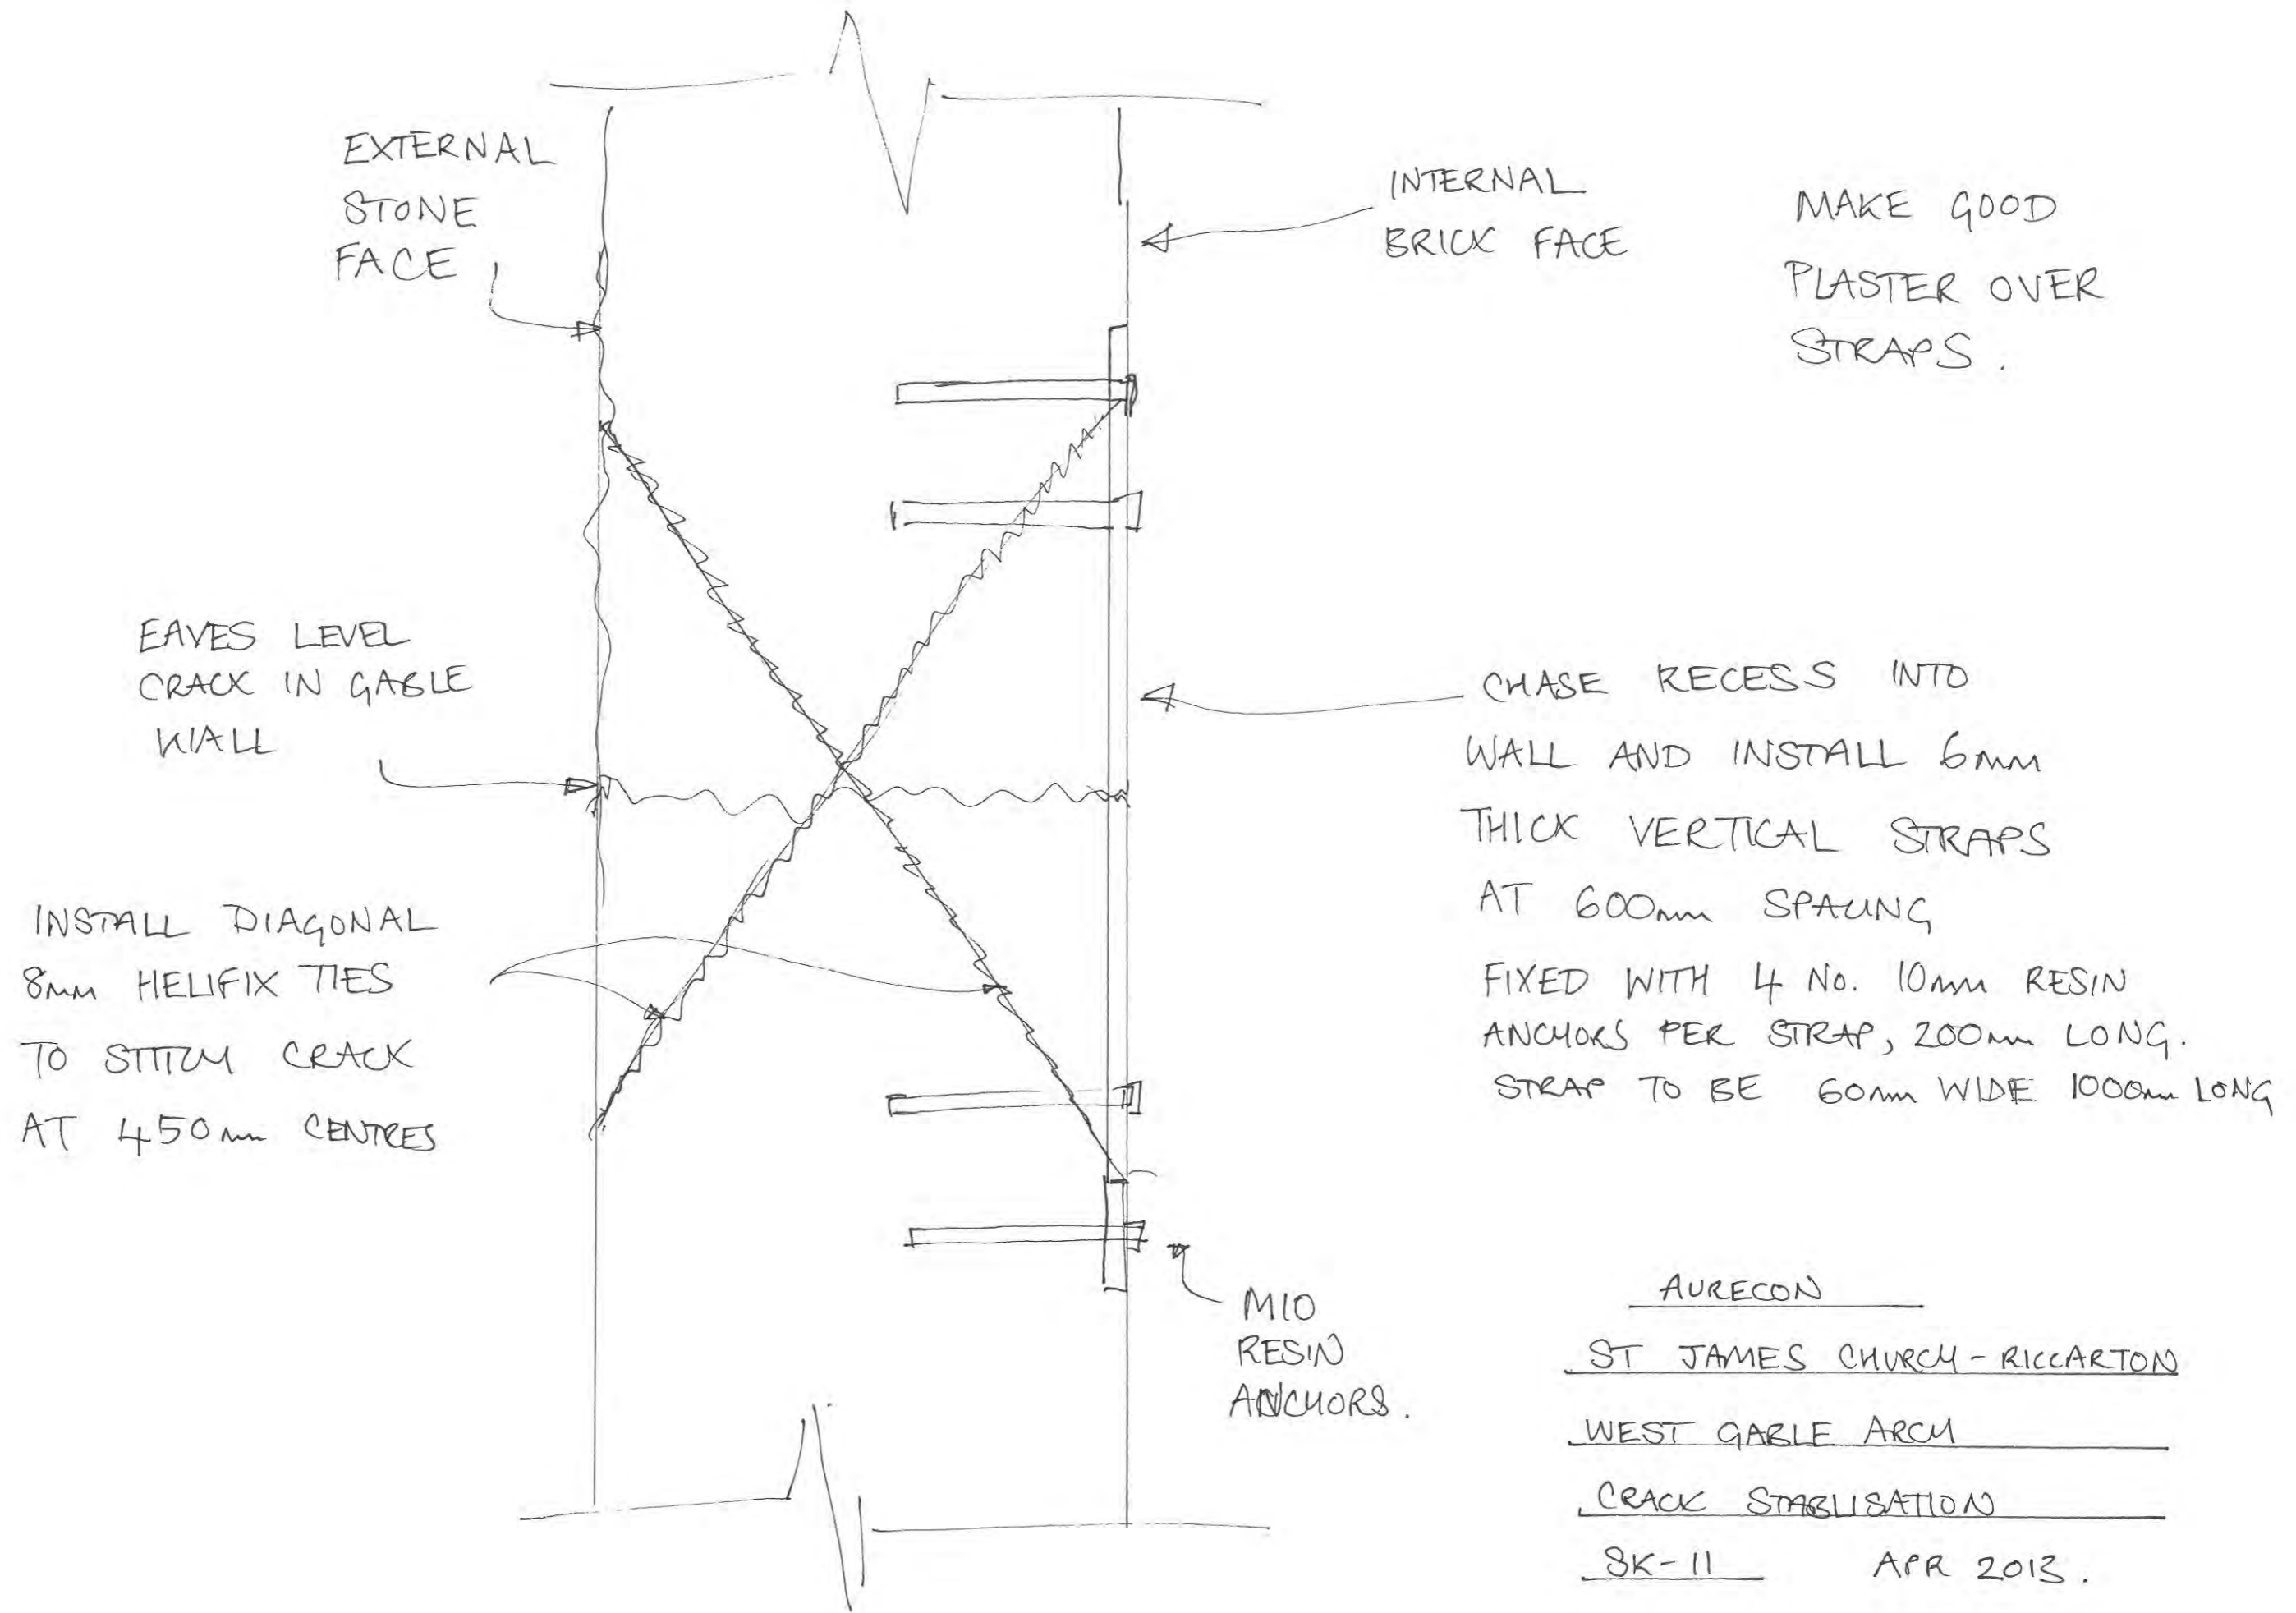 EXTERNAL
STONE
FACE
INTERNAL
BRICK FACE
MAKE GOOD
PLASTER OVER
STRAPS.
EAVES LEVEL
CRACK IN GABLE
WALL
INSTALL DIAGONAL
8mm HELIFIX TIES
TO STITCH CRACK
AT 450mm CENTRES
CHASE RECESS INTO
WALL AND INSTALL 6mm
THICK VERTICAL STRAPS
AT 600mm SPACING
FIXED WITH 4 No. 10mm RESIN
ANCHORS PER STRAP, 200mm LONG.
STRAP TO BE 60mm WIDE 1000mm LONG
M10
RESIN
ANCHORS.
AURECON
ST JAMES CHURCH - RICCARTON
WEST GABLE ARCH
CRACK STABLISATION
SK-11 APR 2013.